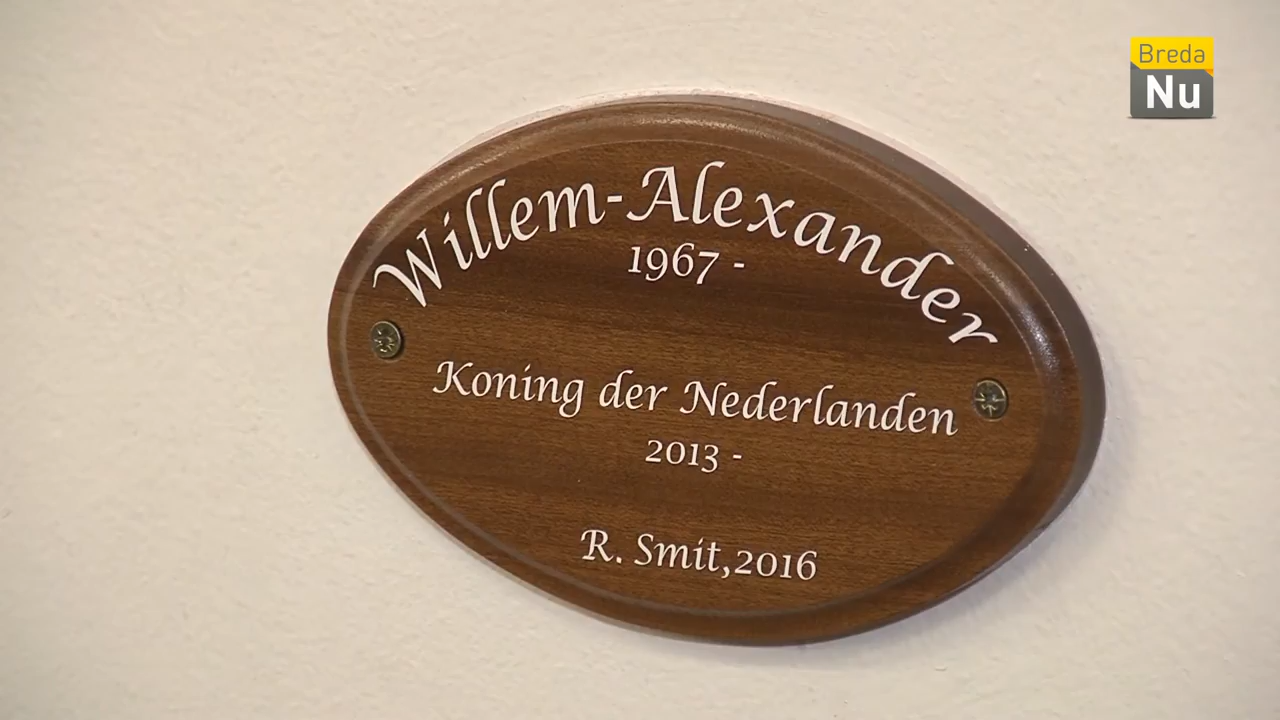 Breda
Nu
Willem-Alexander
1967 -
Koning der Nederlanden
2013 -
R. Smit,2016